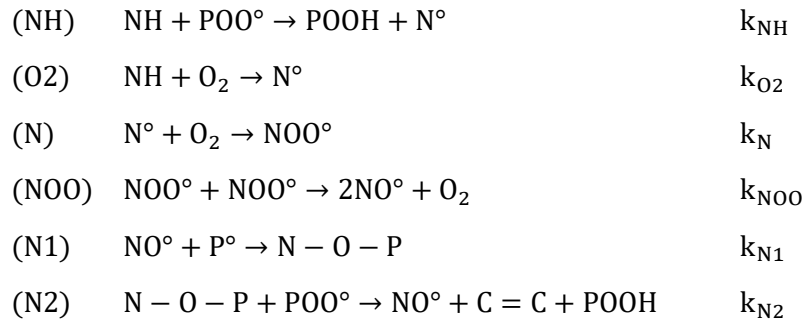 (NH) NH + POO° → POOH + N° k_NH
(O2) NH + O₂ → N° k_O2
(N) N° + O₂ → NOO° k_N
(NOO) NOO° + NOO° → 2NO° + O₂ k_NOO
(N1) NO° + P° → N − O − P k_N1
(N2) N − O − P + POO° → NO° + C = C + POOH k_N2